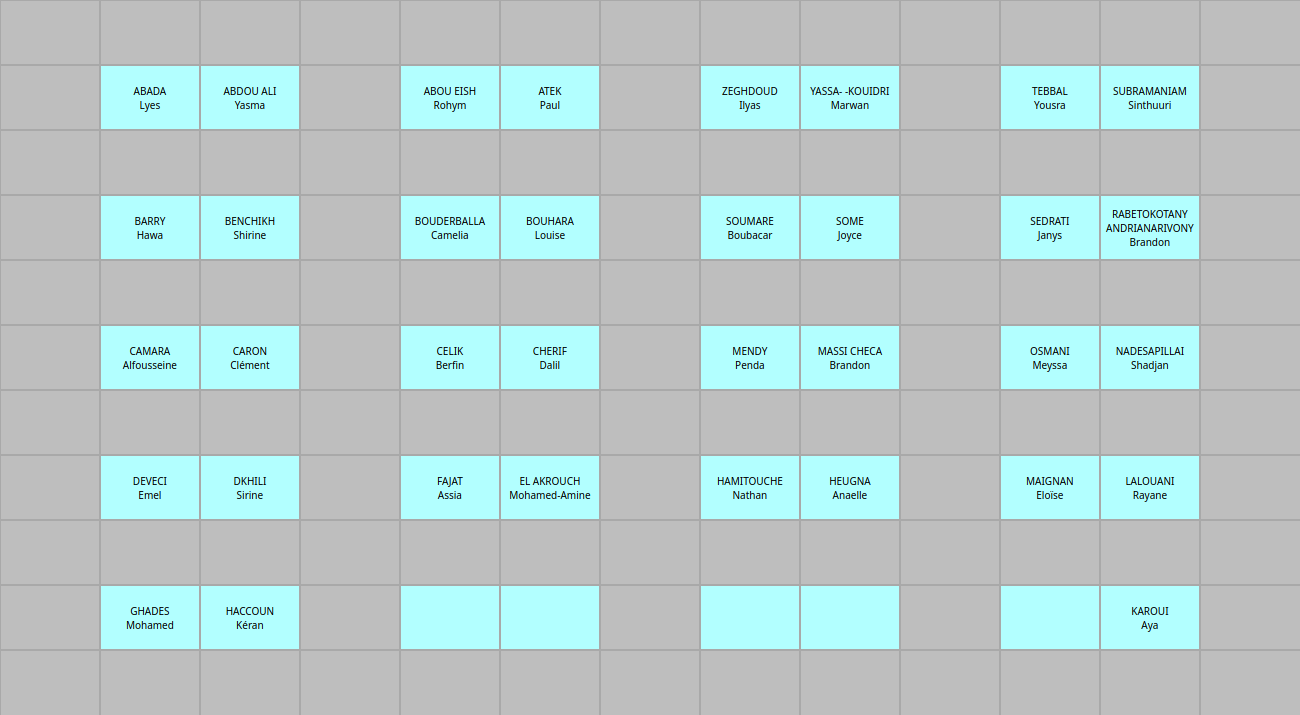 ABADA
Lyes
ABDOU ALI
Yasma
ABOU EISH
Rohym
ATEK
Paul
ZEGHDOUD
Ilyas
YASSA- -KOUIDRI
Marwan
TEBBAL
Yousra
SUBRAMANIAM
Sinthuuri
BARRY
Hawa
BENCHIKH
Shirine
BOUDERBALLA
Camelia
BOUHARA
Louise
SOUMARE
Boubacar
SOME
Joyce
SEDRATI
Janys
RABETOKOTANY
ANDRIANARIVONY
Brandon
CAMARA
Alfousseine
CARON
Clément
CELIK
Berfin
CHERIF
Dalil
MENDY
Penda
MASSI CHECA
Brandon
OSMANI
Meyssa
NADESAPILLAI
Shadjan
DEVECI
Emel
DKHILI
Sirine
FAJAT
Assia
EL AKROUCH
Mohamed-Amine
HAMITOUCHE
Nathan
HEUGNA
Anaelle
MAIGNAN
Eloïse
LALOUANI
Rayane
GHADES
Mohamed
HACCOUN
Kéran
KAROUI
Aya